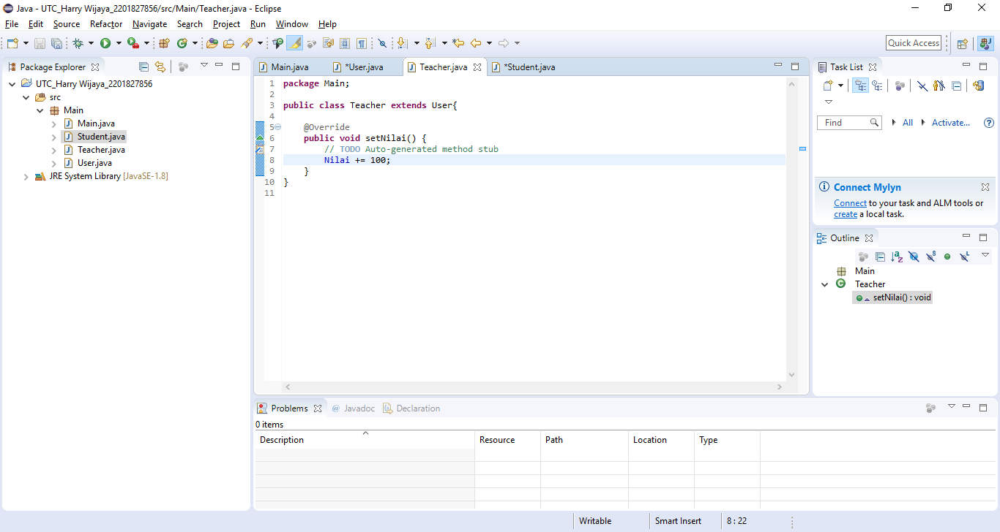 Java - UTC_Harry Wijaya_2201827856/src/Main/Teacher.java - Eclipse
File Edit Source Refactor Navigate Search Project Run Window Help
Quick Access
Package Explorer
UTC_Harry Wijaya_2201827856
src
Main
Main.java
Student.java
Teacher.java
User.java
JRE System Library [JavaSE-1.8]
Main.java *User.java Teacher.java *Student.java
1 package Main;
2
3 public class Teacher extends User{
4
5 @Override
6 public void setNilai() {
7 // TODO Auto-generated method stub
8 Nilai += 100;
9 }
10 }
11
Task List
Find All Activate...
Connect Mylyn
Connect to your task and ALM tools or
create a local task.
Outline
Main
Teacher
setNilai() : void
Problems @ Javadoc Declaration
0 items
Description Resource Path Location Type
Writable Smart Insert 8 : 22